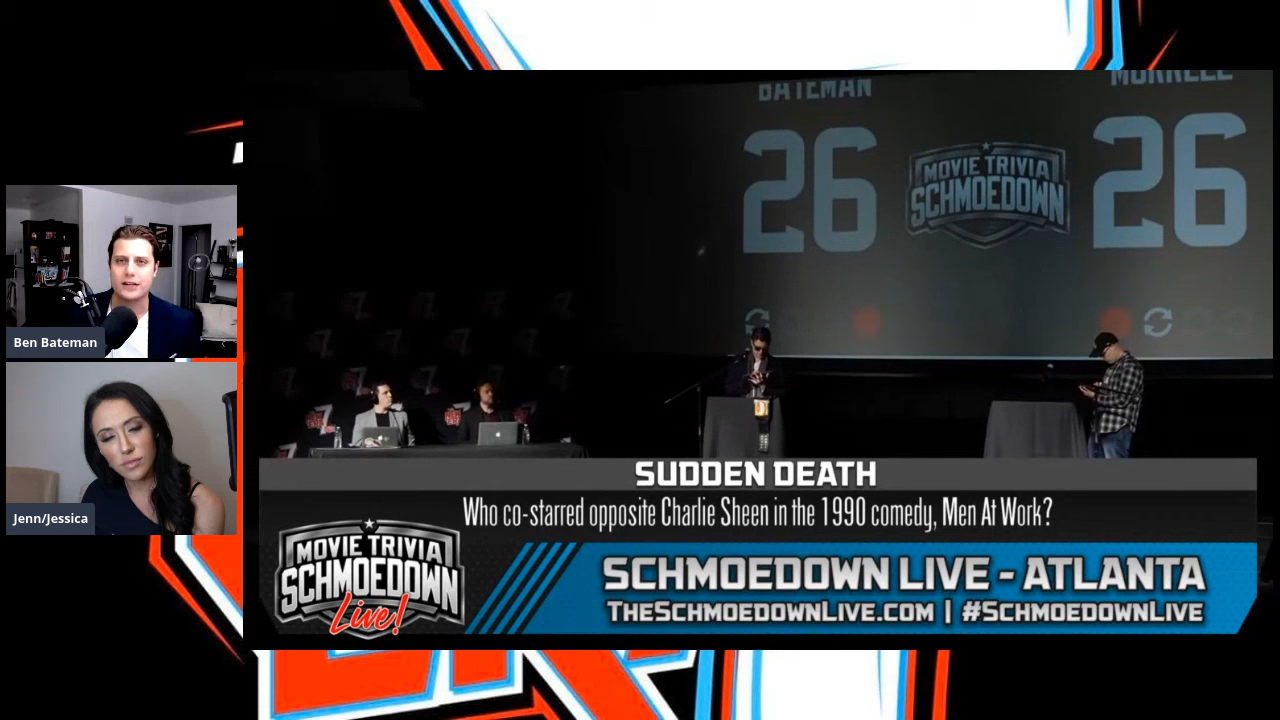 BATEMAN
MURRELL
26
MOVIE TRIVIA
SCHMOEDOWN
26
Ben Bateman
Jenn/Jessica
SUDDEN DEATH
Who co-starred opposite Charlie Sheen in the 1990 comedy, Men At Work?
MOVIE TRIVIA
SCHMOEDOWN
Live!
SCHMOEDOWN LIVE - ATLANTA
THESCHMOEDOWNLIVE.COM | #SCHMOEDOWNLIVE